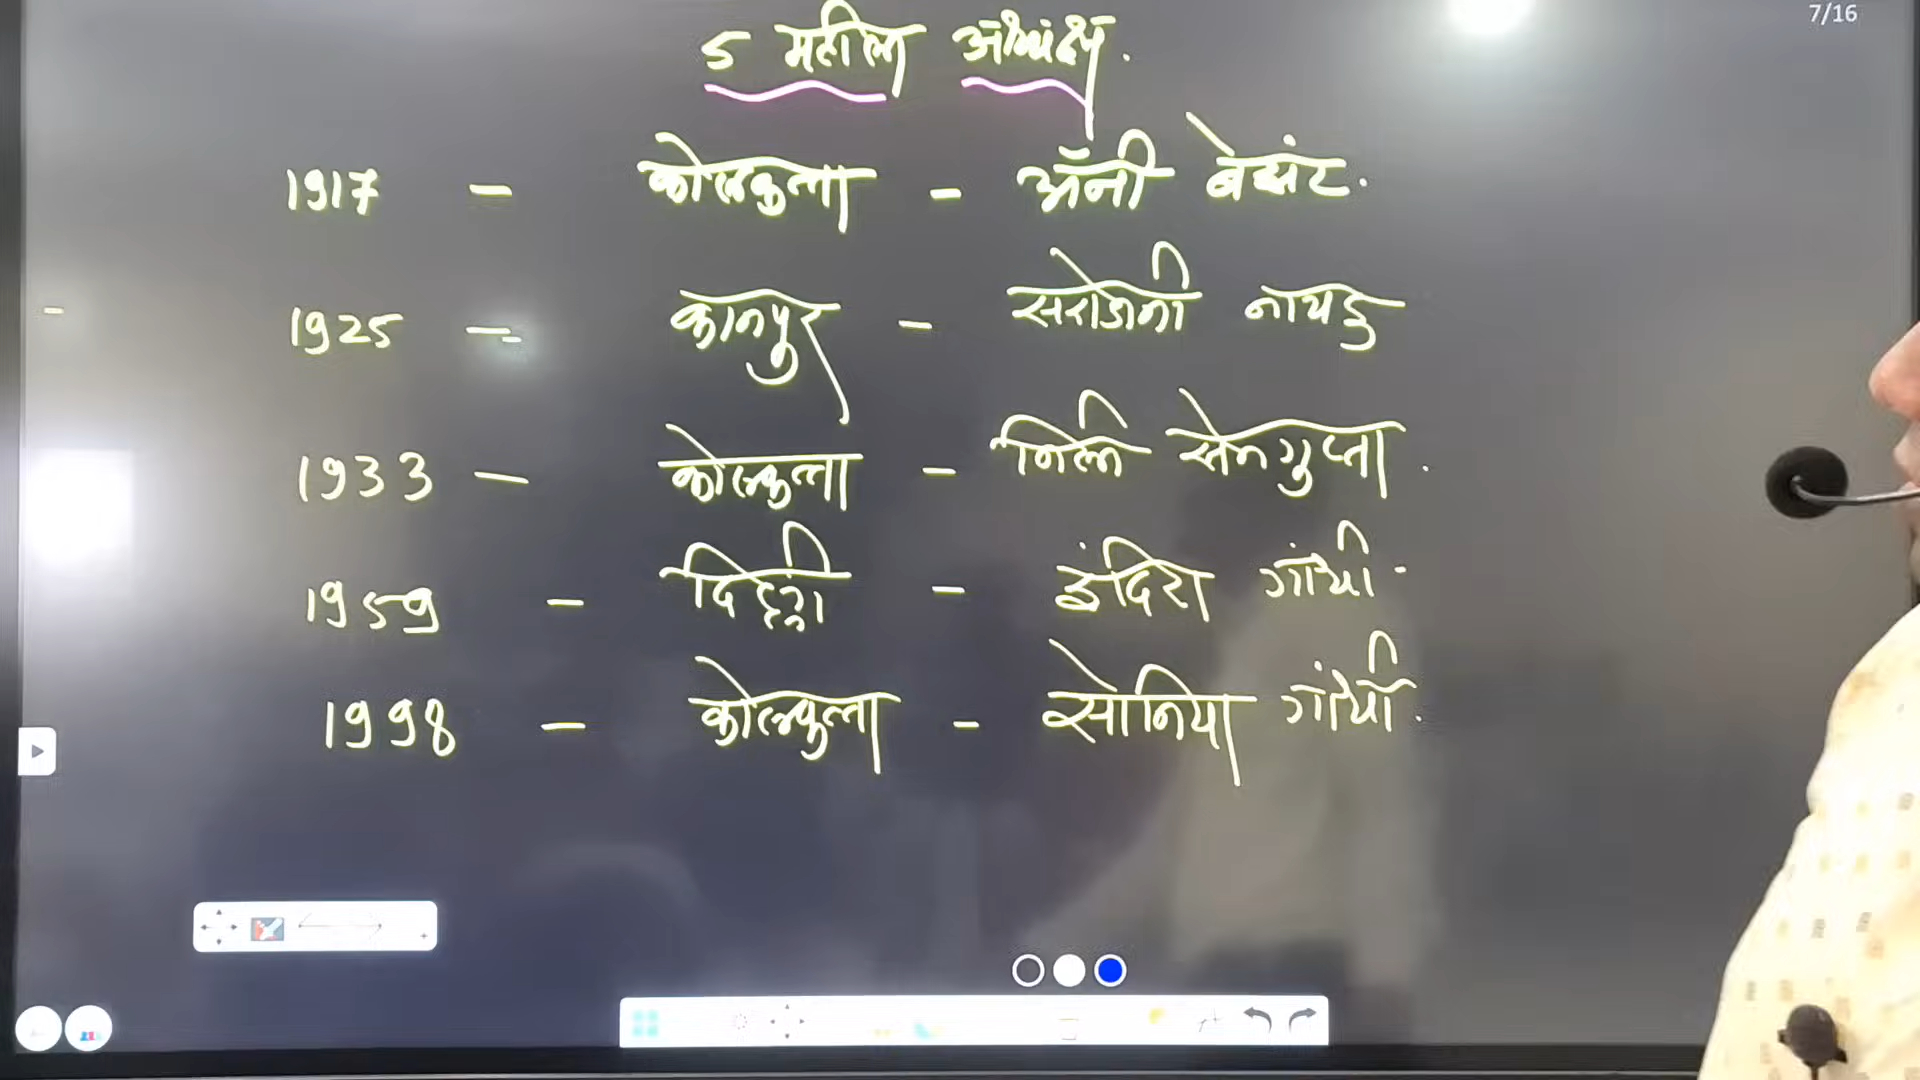 7/16
5 महीला अध्यक्ष.
1917 – कोलकत्ता – ॲनी बेझंट.
1925 – कानपुर – सरोजीनी नायडु
1933 – कोलकत्ता – निली सेनगुप्ता.
1959 – दिल्ली – इंदिरा गांधी -
1998 – कोलकत्ता – सोनिया गांधी.